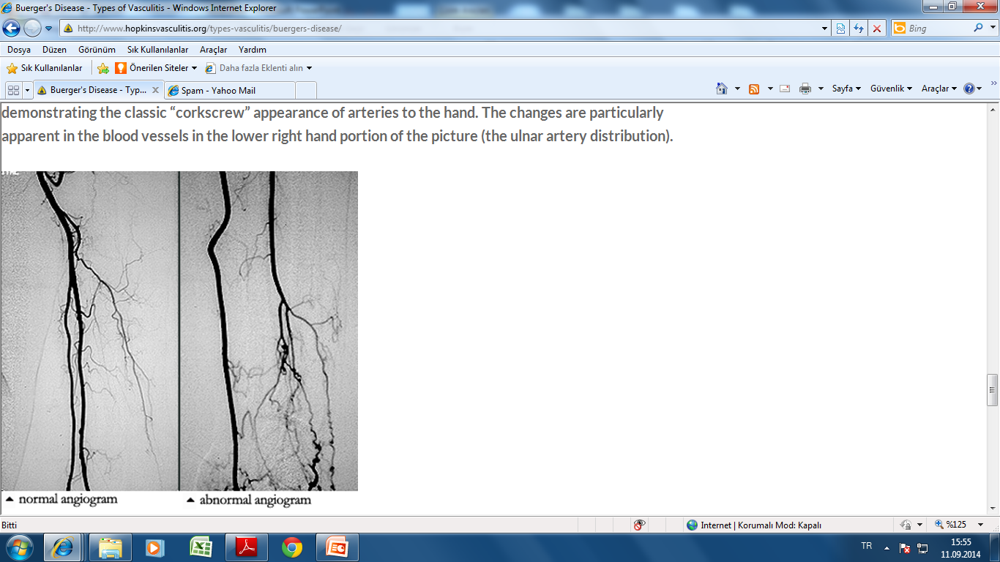 Buerger's Disease - Types of Vasculitis - Windows Internet Explorer
http://www.hopkinsvasculitis.org/types-vasculitis/buergers-disease/
Bing
Dosya Düzen Görünüm Sık Kullanılanlar Araçlar Yardım
Sık Kullanılanlar Önerilen Siteler Daha fazla Eklenti alın
Buerger's Disease - Typ... Spam - Yahoo Mail
Sayfa Güvenlik Araçlar
demonstrating the classic “corkscrew” appearance of arteries to the hand. The changes are particularly
apparent in the blood vessels in the lower right hand portion of the picture (the ulnar artery distribution).
normal angiogram
abnormal angiogram
Bitti
Internet | Korumalı Mod: Kapalı
%125
TR
15:55
11.09.2014